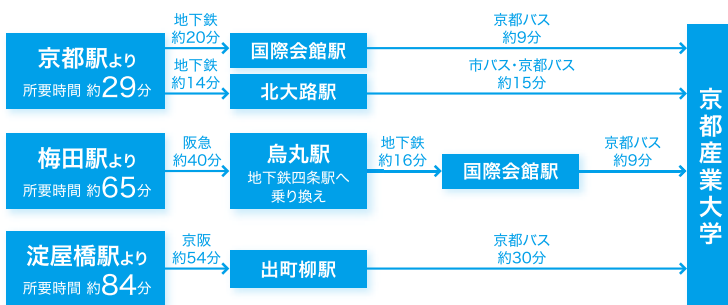 京都駅より
所要時間 約29分
地下鉄
約20分
国際会館駅
京都バス
約9分
地下鉄
約14分
北大路駅
市バス・京都バス
約15分
梅田駅より
所要時間 約65分
阪急
約40分
烏丸駅
地下鉄四条駅へ
乗り換え
地下鉄
約16分
国際会館駅
京都バス
約9分
淀屋橋駅より
所要時間 約84分
京阪
約54分
出町柳駅
京都バス
約30分
京都産業大学